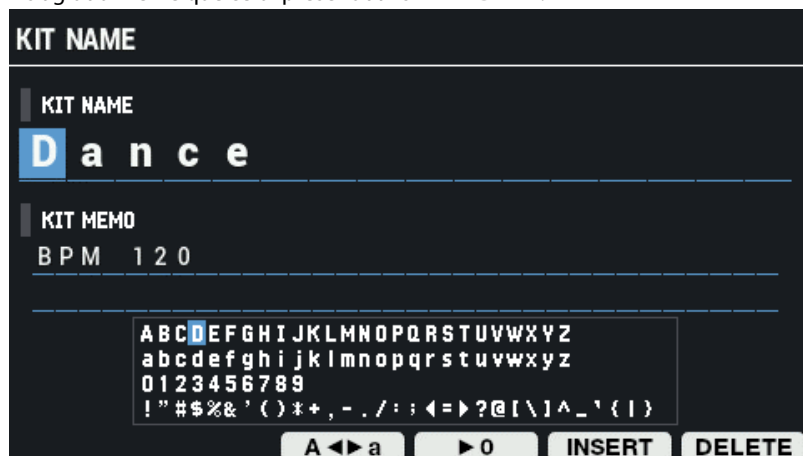 KIT NAME
KIT NAME
Dance
KIT MEMO
BPM 120
ABCDEFGHIJKLMNOPQRSTUVWXYZ
abcdefghijklmnopqrstuvwxyz
0123456789
!"#$%&'()*+,-./:;◀=▶?@[\]^_'{|}
A◀▶a ▶0 INSERT DELETE